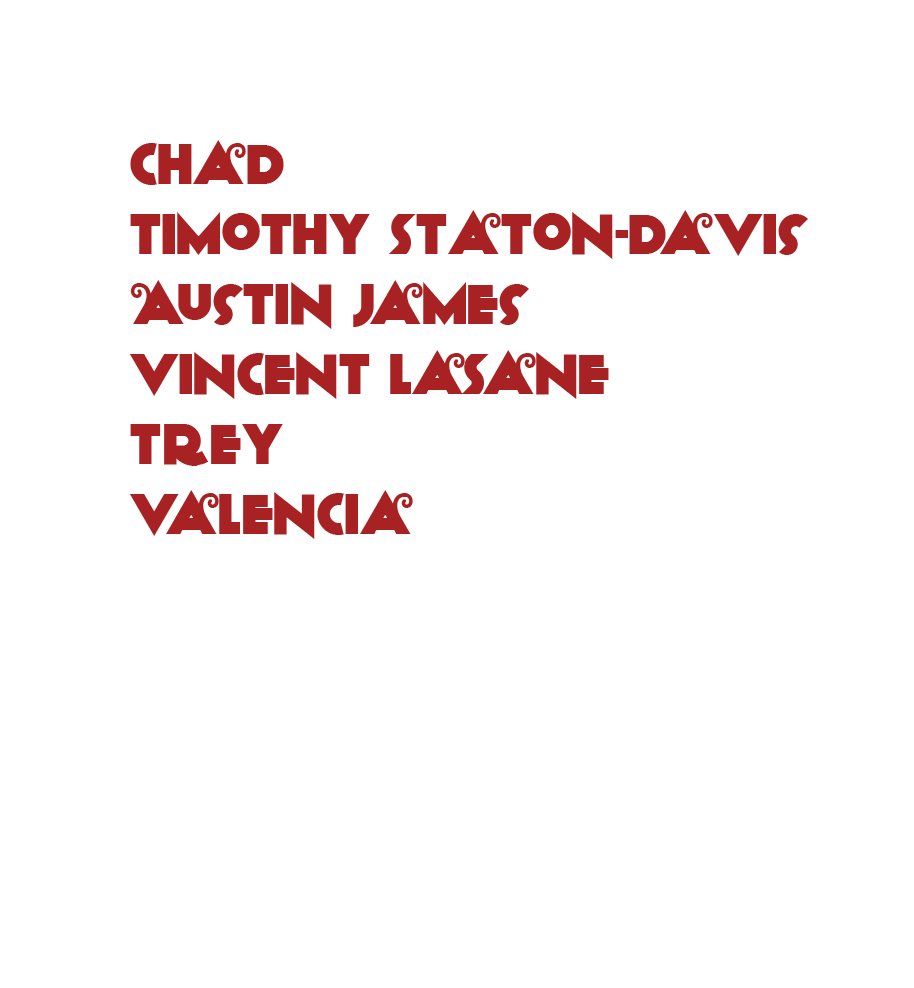 CHAD
TIMOTHY STATON-DAVIS
AUSTIN JAMES
VINCENT LASANE
TREY
VALENCIA